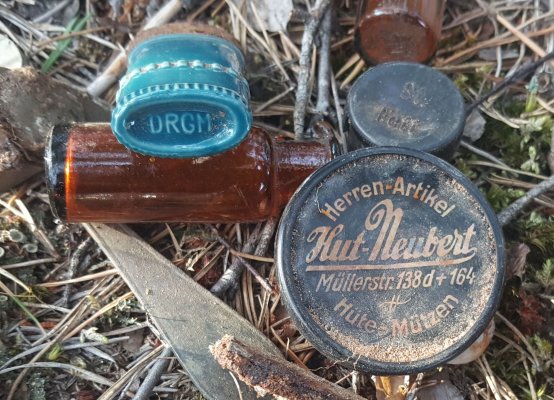 DRGM
Herren-Artikel
Hut-Neubert
Müllerstr. 138d + 164
Hüte-Mützen